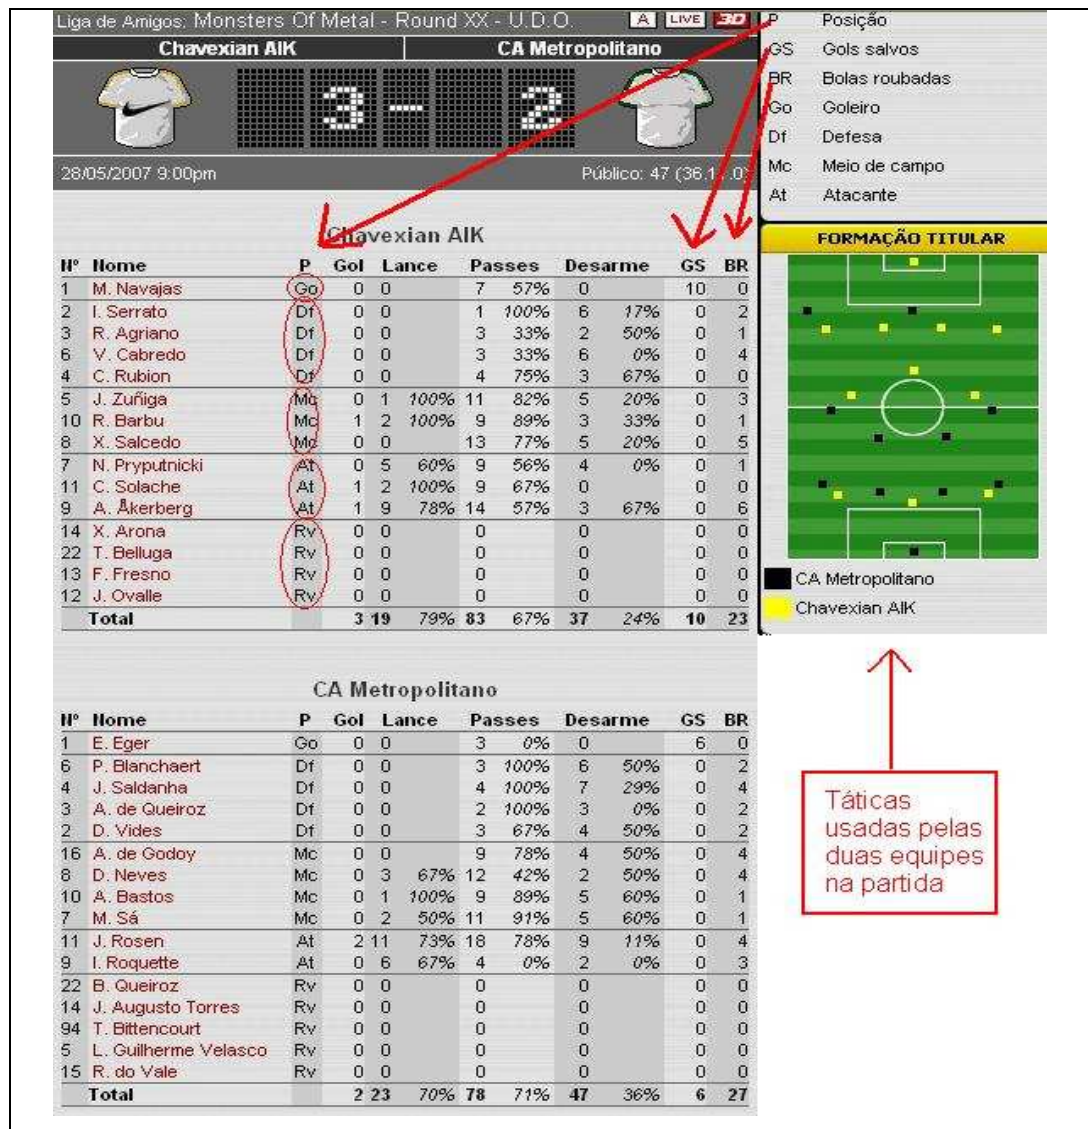 Liga de Amigos: Monsters Of Metal - Round XX - U.D.O. A LIVE 3D
Chavexian AIK CA Metropolitano
3 - 2
28/05/2007 9:00pm Público: 47
P Posição
GS Gols salvos
BR Bolas roubadas
Go Goleiro
Df Defesa
Mc Meio de campo
At Atacante
FORMAÇÃO TITULAR
CA Metropolitano
Chavexian AIK
Táticas
usadas pelas
duas equipes
na partida
Chavexian AIK
Nº Nome P Gol Lance Passes Desarme GS BR
1 M. Navajas Go 0 0 7 57% 0 10 0
2 I. Serrato Df 0 0 1 100% 6 17% 0 2
3 R. Agriano Df 0 0 3 33% 2 50% 0 1
6 V. Cabredo Df 0 0 3 33% 6 0% 0 4
4 C. Rubion Df 0 0 4 75% 3 67% 0 0
5 J. Zuñiga Mc 0 1 100% 11 82% 5 20% 0 3
10 R. Barbu Mc 1 2 100% 9 89% 3 33% 0 1
8 X. Salcedo Mc 0 0 13 77% 5 20% 0 5
7 N. Pryputnicki At 0 5 60% 9 56% 4 0% 0 1
11 C. Solache At 1 2 100% 9 67% 0 0 0
9 A. Åkerberg At 1 9 78% 14 57% 3 67% 0 6
14 X. Arona Rv 0 0 0 0 0 0
22 T. Belluga Rv 0 0 0 0 0 0
13 F. Fresno Rv 0 0 0 0 0 0
12 J. Ovalle Rv 0 0 0 0 0 0
Total 3 19 79% 83 67% 37 24% 10 23
CA Metropolitano
Nº Nome P Gol Lance Passes Desarme GS BR
1 E. Eger Go 0 0 3 0% 0 6 0
6 P. Blanchaert Df 0 0 3 100% 6 50% 0 2
4 J. Saldanha Df 0 0 4 100% 7 29% 0 4
3 A. de Queiroz Df 0 0 2 100% 3 0% 0 2
2 D. Vides Df 0 0 3 67% 4 50% 0 2
16 A. de Godoy Mc 0 0 9 78% 4 50% 0 4
8 D. Neves Mc 0 3 67% 12 42% 2 50% 0 4
10 A. Bastos Mc 0 1 100% 9 89% 5 60% 0 1
7 M. Sá Mc 0 2 50% 11 91% 5 60% 0 1
11 J. Rosen At 2 11 73% 18 78% 9 11% 0 4
9 I. Roquette At 0 6 67% 4 0% 2 0% 0 3
22 B. Queiroz Rv 0 0 0 0 0 0
14 J. Augusto Torres Rv 0 0 0 0 0 0
94 T. Bittencourt Rv 0 0 0 0 0 0
5 L. Guilherme Velasco Rv 0 0 0 0 0 0
15 R. do Vale Rv 0 0 0 0 0 0
Total 2 23 70% 78 71% 47 36% 6 27